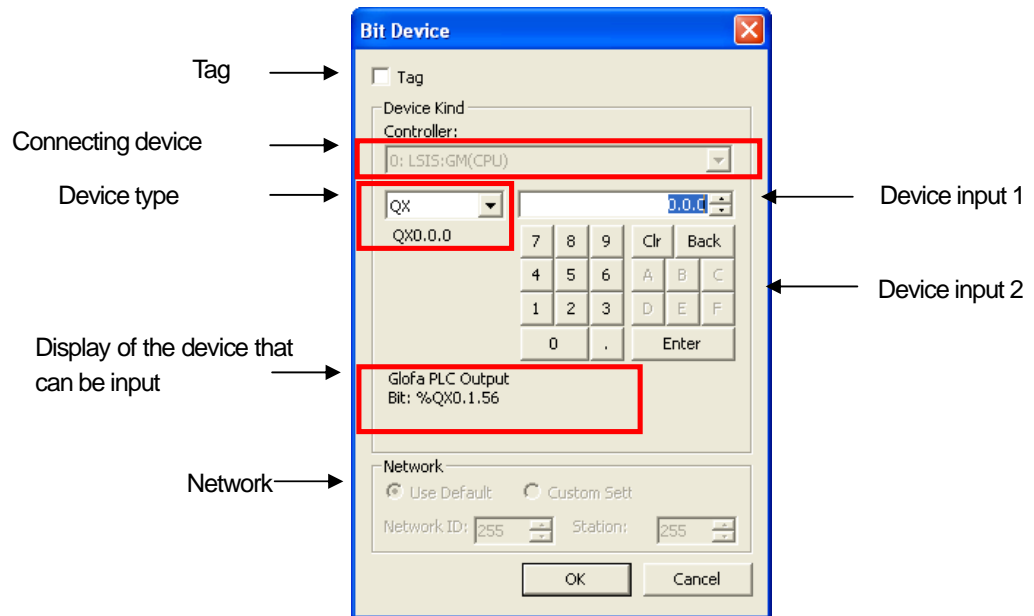 Bit Device
Tag
Tag
Device Kind
Controller:
Connecting device
0: LSIS:GM(CPU)
Device type
QX
0.0.0
Device input 1
QX0.0.0
7 8 9 Clr Back
4 5 6 A B C
Device input 2
1 2 3 D E F
0 . Enter
Display of the device that
can be input
Glofa PLC Output
Bit: %QX0.1.56
Network
Network
Use Default Custom Sett
Network ID: 255 Station: 255
OK Cancel